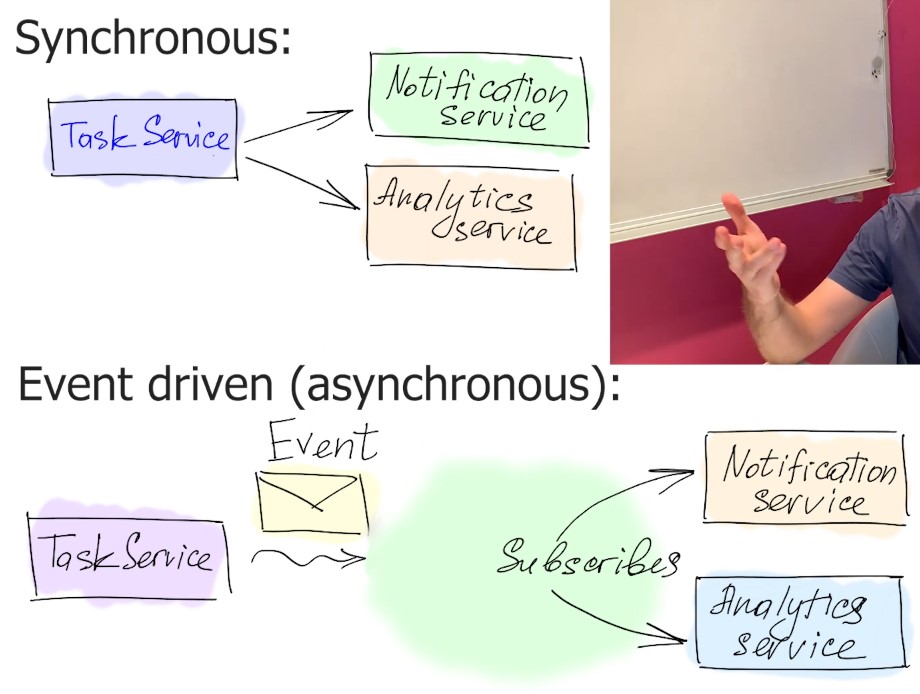 Synchronous:
Task Service
Notification
service
Analytics
service
Event driven (asynchronous):
Event
Task Service
Subscribes
Notification
service
Analytics
service